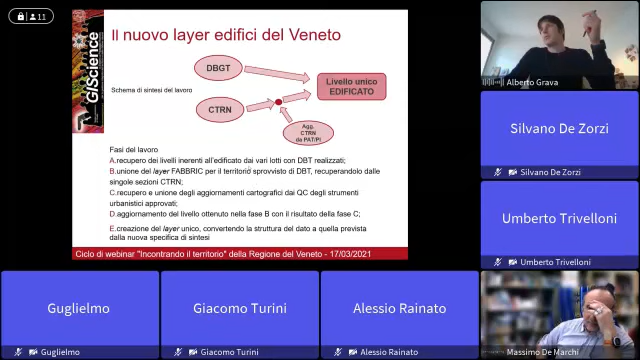 11
Il nuovo layer edifici del Veneto
GIScience
DBGT
Livello unico
EDIFICATO
Schema di sintesi del lavoro
CTRN
Agg.
CTRN
da PAT/PI
Fasi del lavoro
A.recupero dei livelli inerenti all'edificato dai vari lotti con DBT realizzati;
B.unione del layer FABBRIC per il territorio sprovvisto di DBT, recuperandolo dalle
singole sezioni CTRN;
C.recupero e unione degli aggiornamenti cartografici dai QC degli strumenti
urbanistici approvati;
D.aggiornamento del livello ottenuto nella fase B con il risultato della fase C;
E.creazione del layer unico, convertendo la struttura del dato a quella prevista
dalla nuova specifica di sintesi
Ciclo di webinar "Incontrando il territorio" della Regione del Veneto - 17/03/2021
Alberto Grava
Silvano De Zorzi
Silvano De Zorzi
Umberto Trivelloni
Umberto Trivelloni
Guglielmo
Guglielmo
Giacomo Turini
Giacomo Turini
Alessio Rainato
Alessio Rainato
Massimo De Marchi